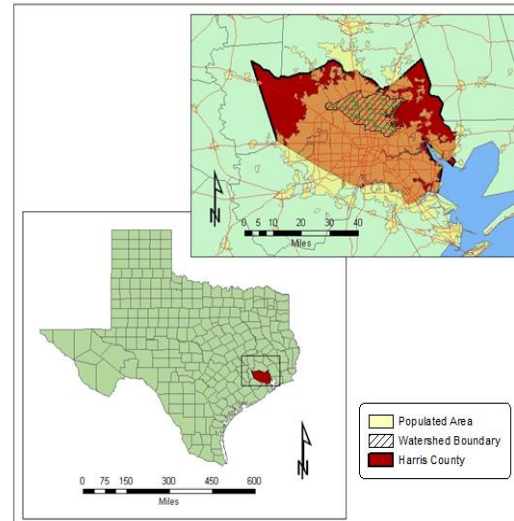 N
0 5 10 20 30 40
Miles
0 75 150 300 450 600
Miles
N
Populated Area
Watershed Boundary
Harris County